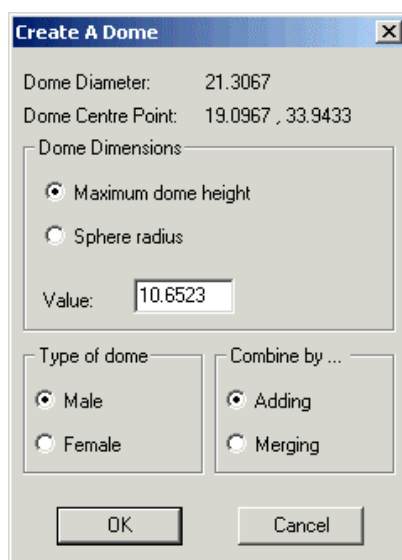 Create A Dome
Dome Diameter: 21.3067
Dome Centre Point: 19.0967 , 33.9433
Dome Dimensions
Maximum dome height
Sphere radius
Value: 10.6523
Type of dome
Male
Female
Combine by ...
Adding
Merging
OK Cancel